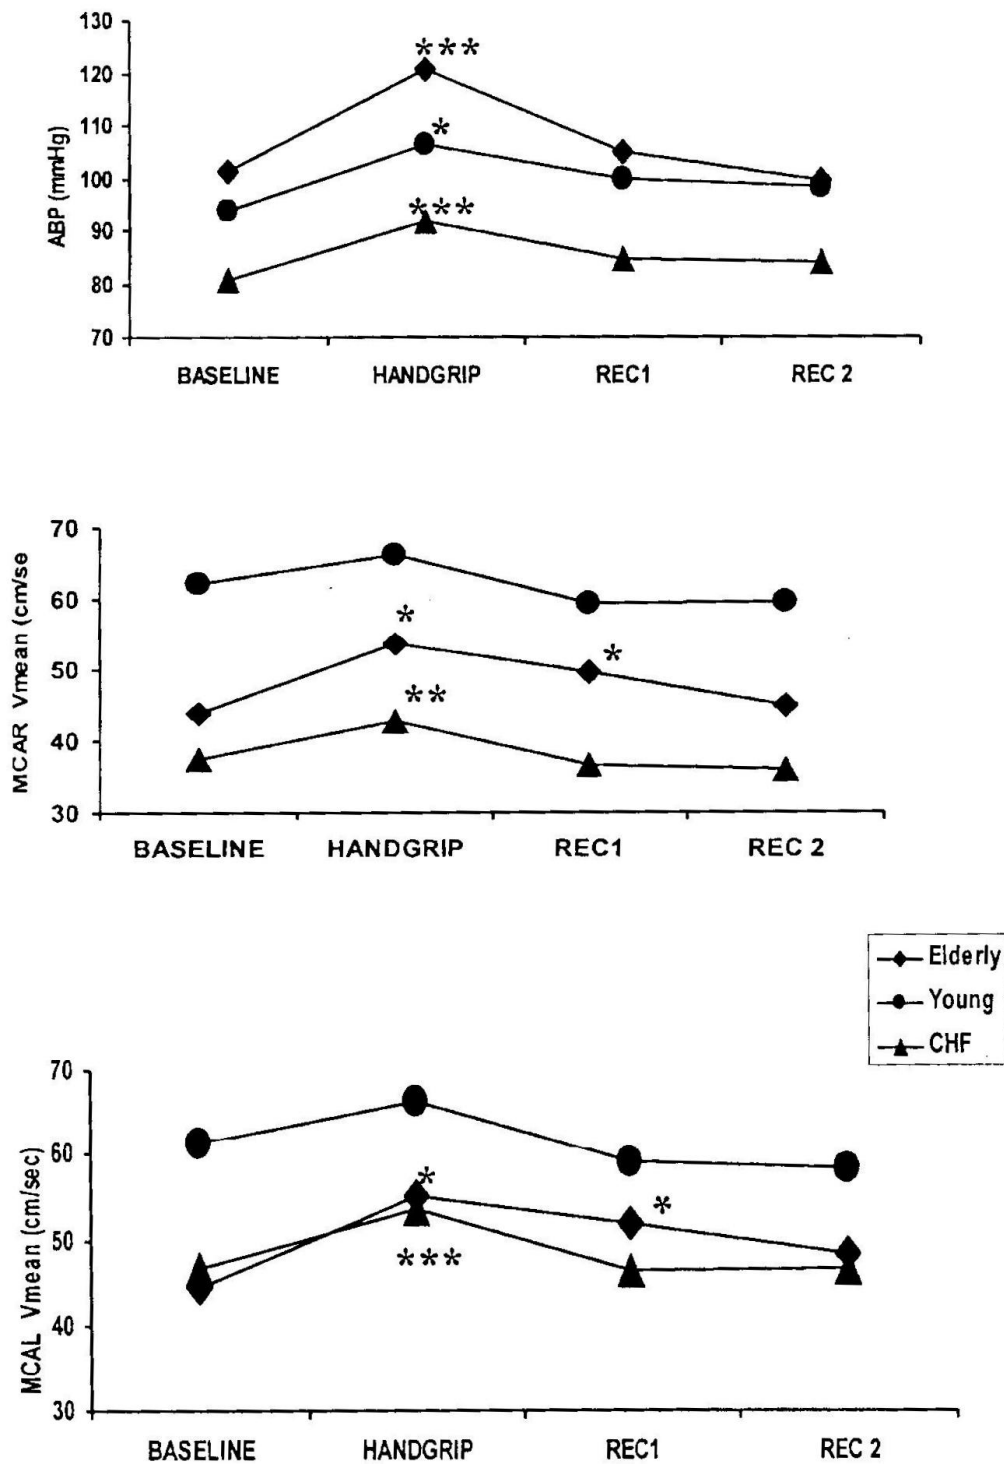 130
120
110
100
90
80
70
ABP (mmHg)
***
*
***
BASELINE HANDGRIP REC1 REC 2
70
60
50
40
30
MCAR Vmean (cm/se
*
*
**
BASELINE HANDGRIP REC1 REC 2
Elderly
Young
CHF
70
60
50
40
30
MCAL Vmean (cm/sec)
*
*
***
BASELINE HANDGRIP REC1 REC 2